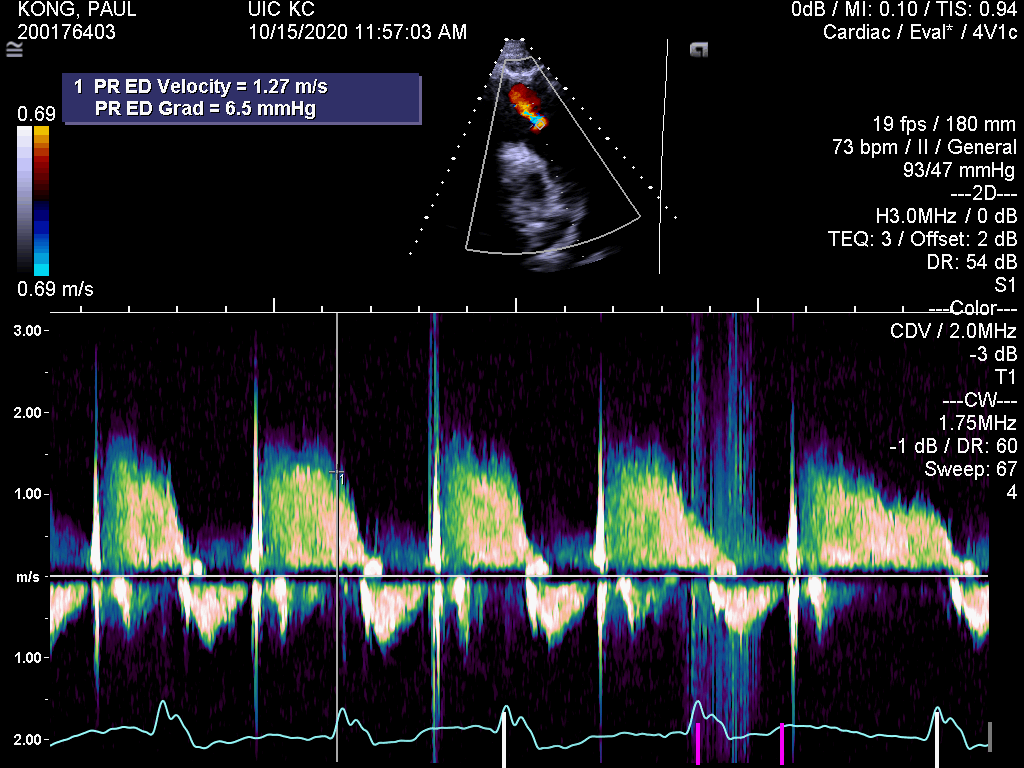 KONG, PAUL
200176403
UIC KC
10/15/2020 11:57:03 AM
0dB / MI: 0.10 / TIS: 0.94
Cardiac / Eval* / 4V1c
1 PR ED Velocity = 1.27 m/s
PR ED Grad = 6.5 mmHg
0.69
0.69 m/s
19 fps / 180 mm
73 bpm / II / General
93/47 mmHg
---2D---
H3.0MHz / 0 dB
TEQ: 3 / Offset: 2 dB
DR: 54 dB
S1
---Color---
CDV / 2.0MHz
-3 dB
T1
---CW---
1.75MHz
-1 dB / DR: 60
Sweep: 67
4
3.00
2.00
1.00
1
m/s
1.00
2.00